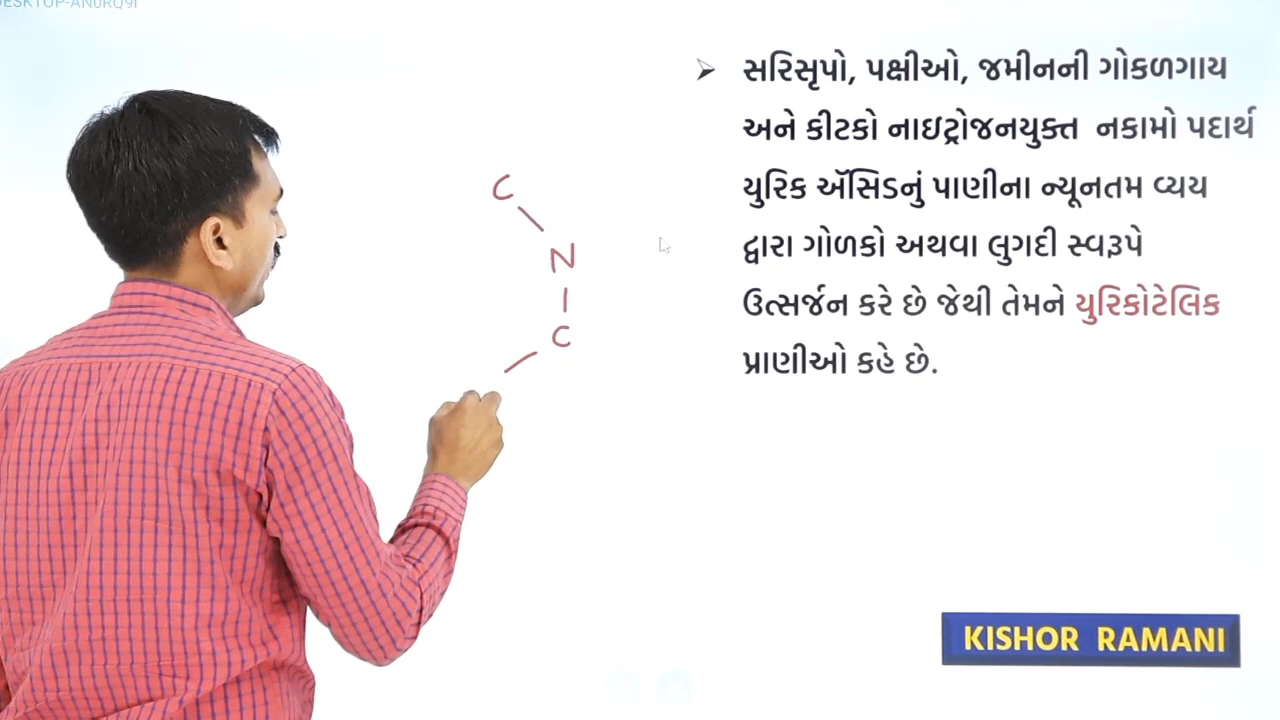 DESKTOP-AN0RQ9I
સરિસૃપો, પક્ષીઓ, જમીનની ગોકળગાય
અને કીટકો નાઇટ્રોજનયુક્ત નકામો પદાર્થ
યુરિક ઍસિડનું પાણીના ન્યૂનતમ વ્યય
દ્વારા ગોળકો અથવા લુગદી સ્વરૂપે
ઉત્સર્જન કરે છે જેથી તેમને યુરિકોટેલિક
પ્રાણીઓ કહે છે.
C
N
C
KISHOR RAMANI